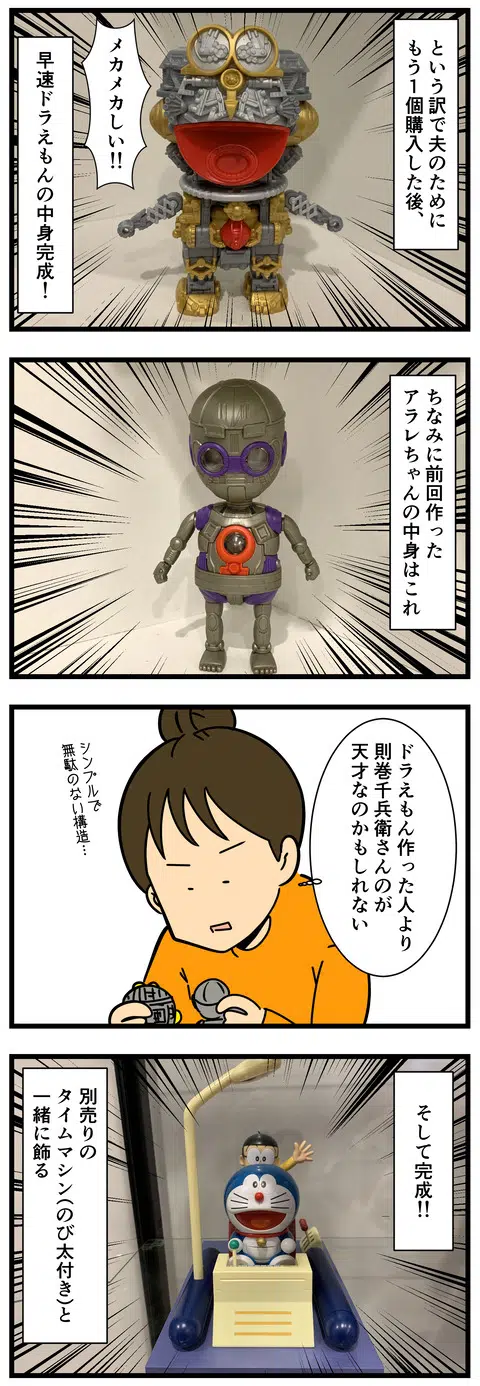 という訳で夫のために
もう1個購入した後、
メカメカしい!!
早速ドラえもんの中身完成!
ちなみに前回作った
アラレちゃんの中身はこれ
ドラえもん作った人より
則巻千兵衛さんのが
天才なのかもしれない
シンプルで
無駄のない構造…
そして完成!!
別売りの
タイムマシン(のび太付き)と
一緒に飾る